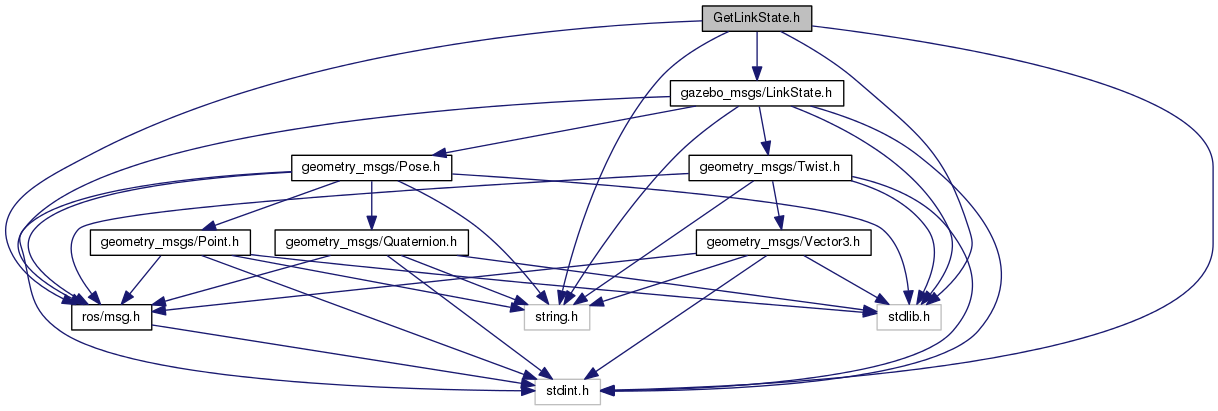 GetLinkState.h
gazebo_msgs/LinkState.h
geometry_msgs/Pose.h
geometry_msgs/Twist.h
geometry_msgs/Point.h
geometry_msgs/Quaternion.h
geometry_msgs/Vector3.h
ros/msg.h
string.h
stdlib.h
stdint.h